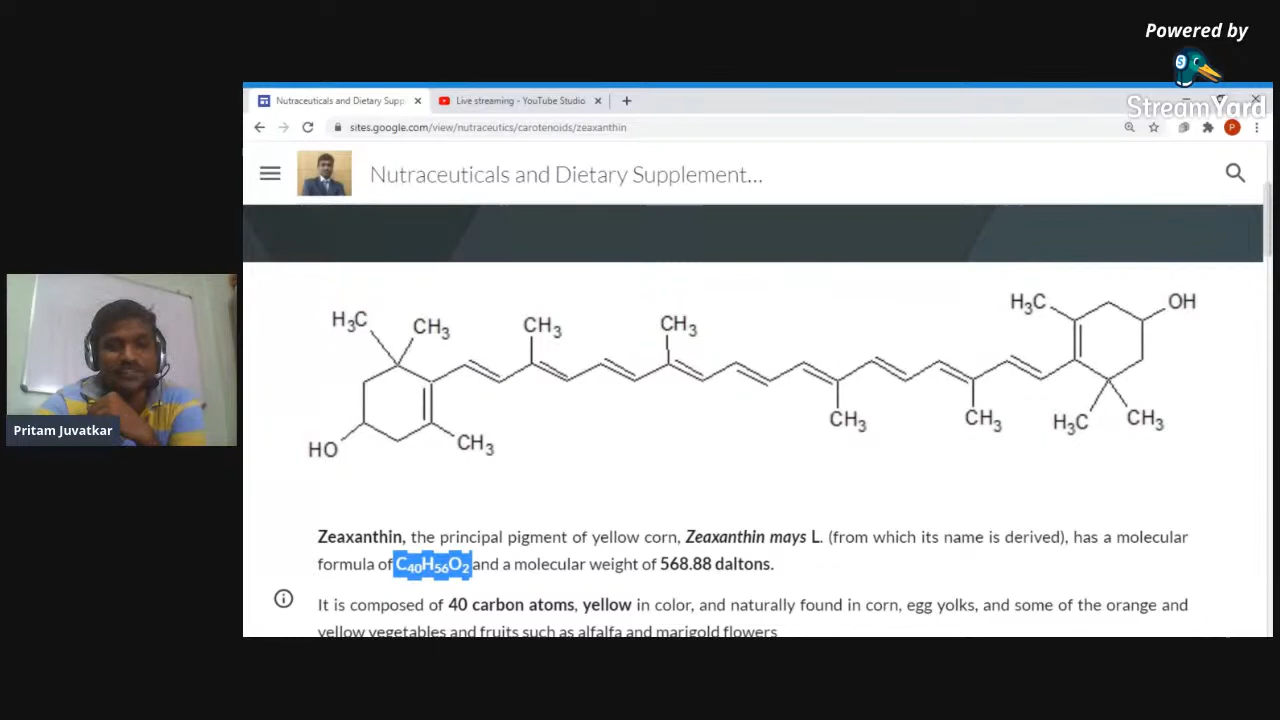 Powered by
S
StreamYard
Nutraceuticals and Dietary Supp
Live streaming - YouTube Studio
sites.google.com/view/nutraceutics/carotenoids/zeaxanthin
P
Nutraceuticals and Dietary Supplement...
H₃C CH₃ CH₃ CH₃ H₃C OH
HO CH₃ CH₃ CH₃ H₃C CH₃
Pritam Juvatkar
Zeaxanthin, the principal pigment of yellow corn, Zeaxanthin mays L. (from which its name is derived), has a molecular
formula of C₄₀H₅₆O₂ and a molecular weight of 568.88 daltons.
It is composed of 40 carbon atoms, yellow in color, and naturally found in corn, egg yolks, and some of the orange and
yellow vegetables and fruits such as alfalfa and marigold flowers